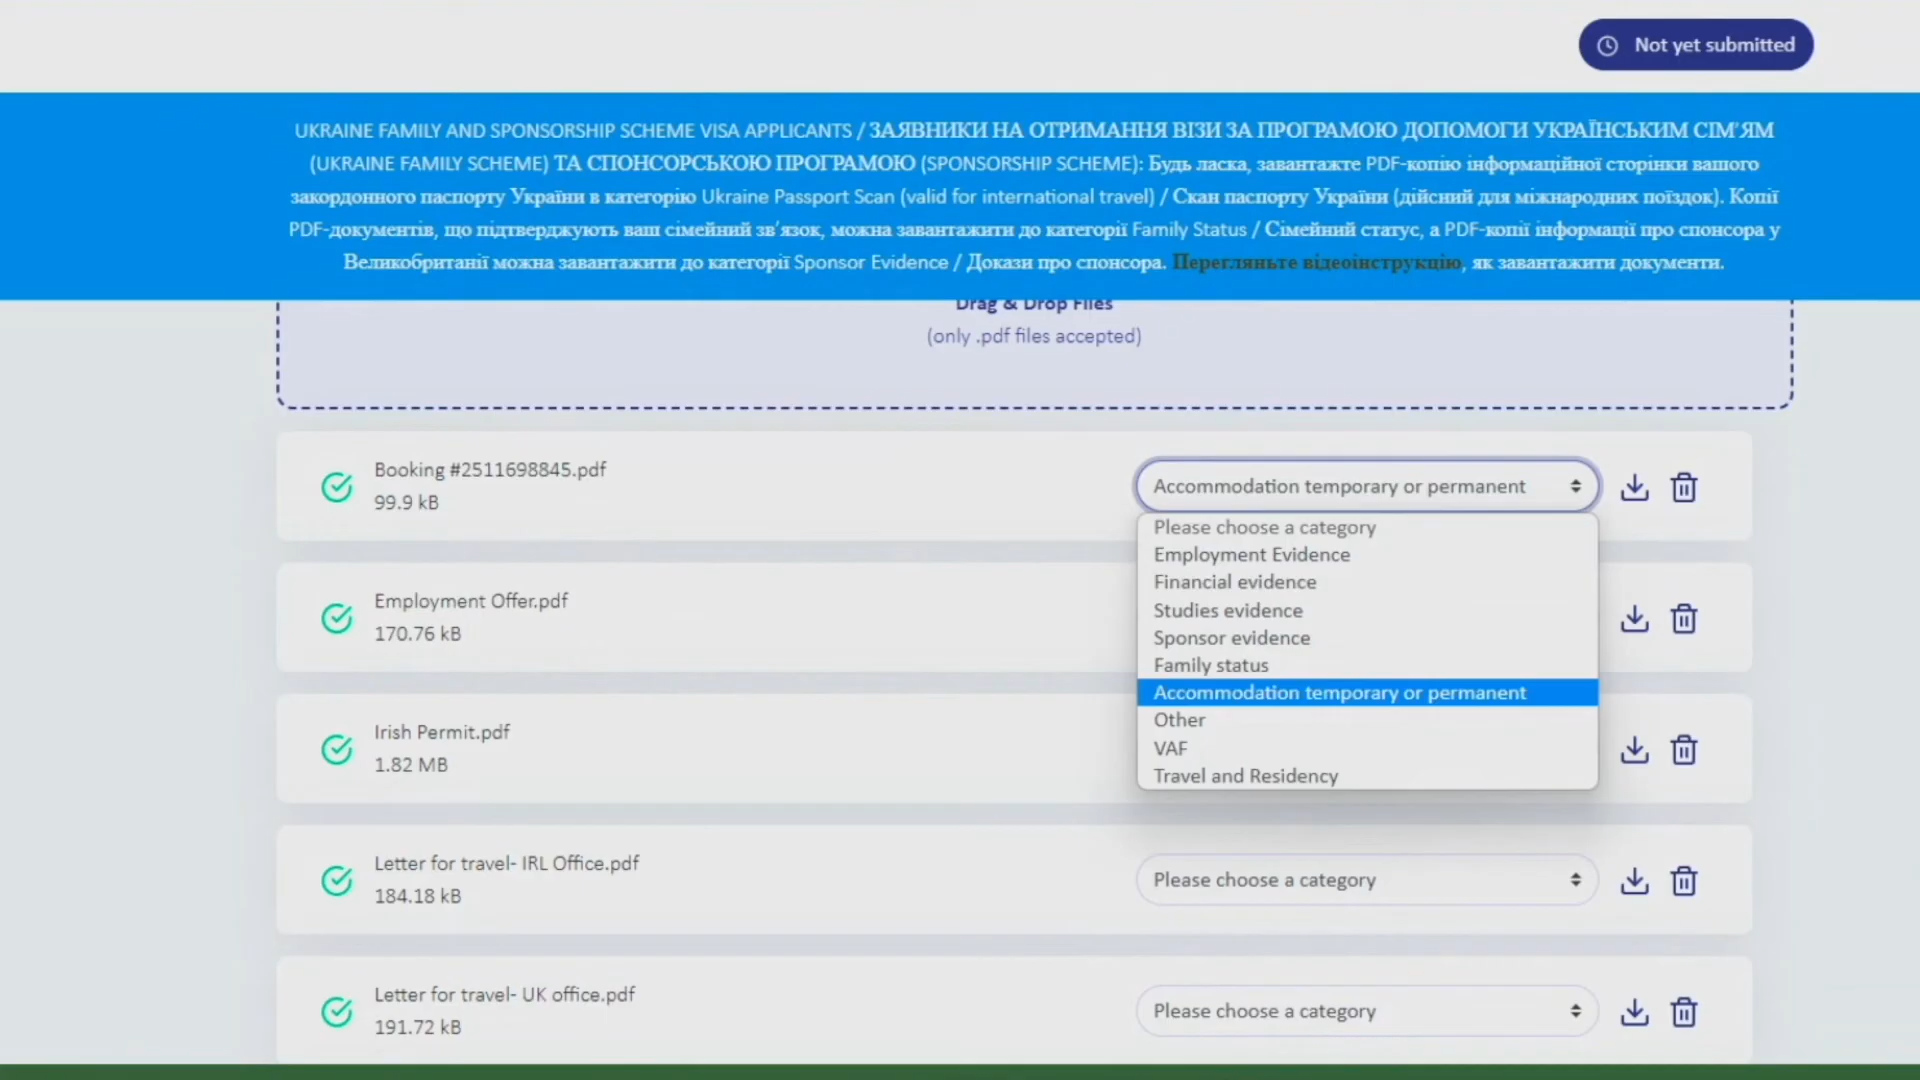 Not yet submitted
UKRAINE FAMILY AND SPONSORSHIP SCHEME VISA APPLICANTS / ЗАЯВНИКИ НА ОТРИМАННЯ ВІЗИ ЗА ПРОГРАМОЮ ДОПОМОГИ УКРАЇНСЬКИМ СІМ'ЯМ
(UKRAINE FAMILY SCHEME) ТА СПОНСОРСЬКОЮ ПРОГРАМОЮ (SPONSORSHIP SCHEME): Будь ласка, завантажте PDF-копію інформаційної сторінки вашого
закордонного паспорту України в категорію Ukraine Passport Scan (valid for international travel) / Скан паспорту України (дійсний для міжнародних поїздок). Копії
PDF-документів, що підтверджують ваш сімейний зв’язок, можна завантажити до категорії Family Status / Сімейний статус, а PDF-копії інформації про спонсора у
Великобританії можна завантажити до категорії Sponsor Evidence / Докази про спонсора. Перегляньте відеоінструкцію, як завантажити документи.
Drag & Drop Files
(only .pdf files accepted)
Booking #2511698845.pdf
99.9 kB
Accommodation temporary or permanent
Please choose a category
Employment Evidence
Financial evidence
Studies evidence
Sponsor evidence
Family status
Accommodation temporary or permanent
Other
VAF
Travel and Residency
Employment Offer.pdf
170.76 kB
Irish Permit.pdf
1.82 MB
Letter for travel- IRL Office.pdf
184.18 kB
Please choose a category
Letter for travel- UK office.pdf
191.72 kB
Please choose a category